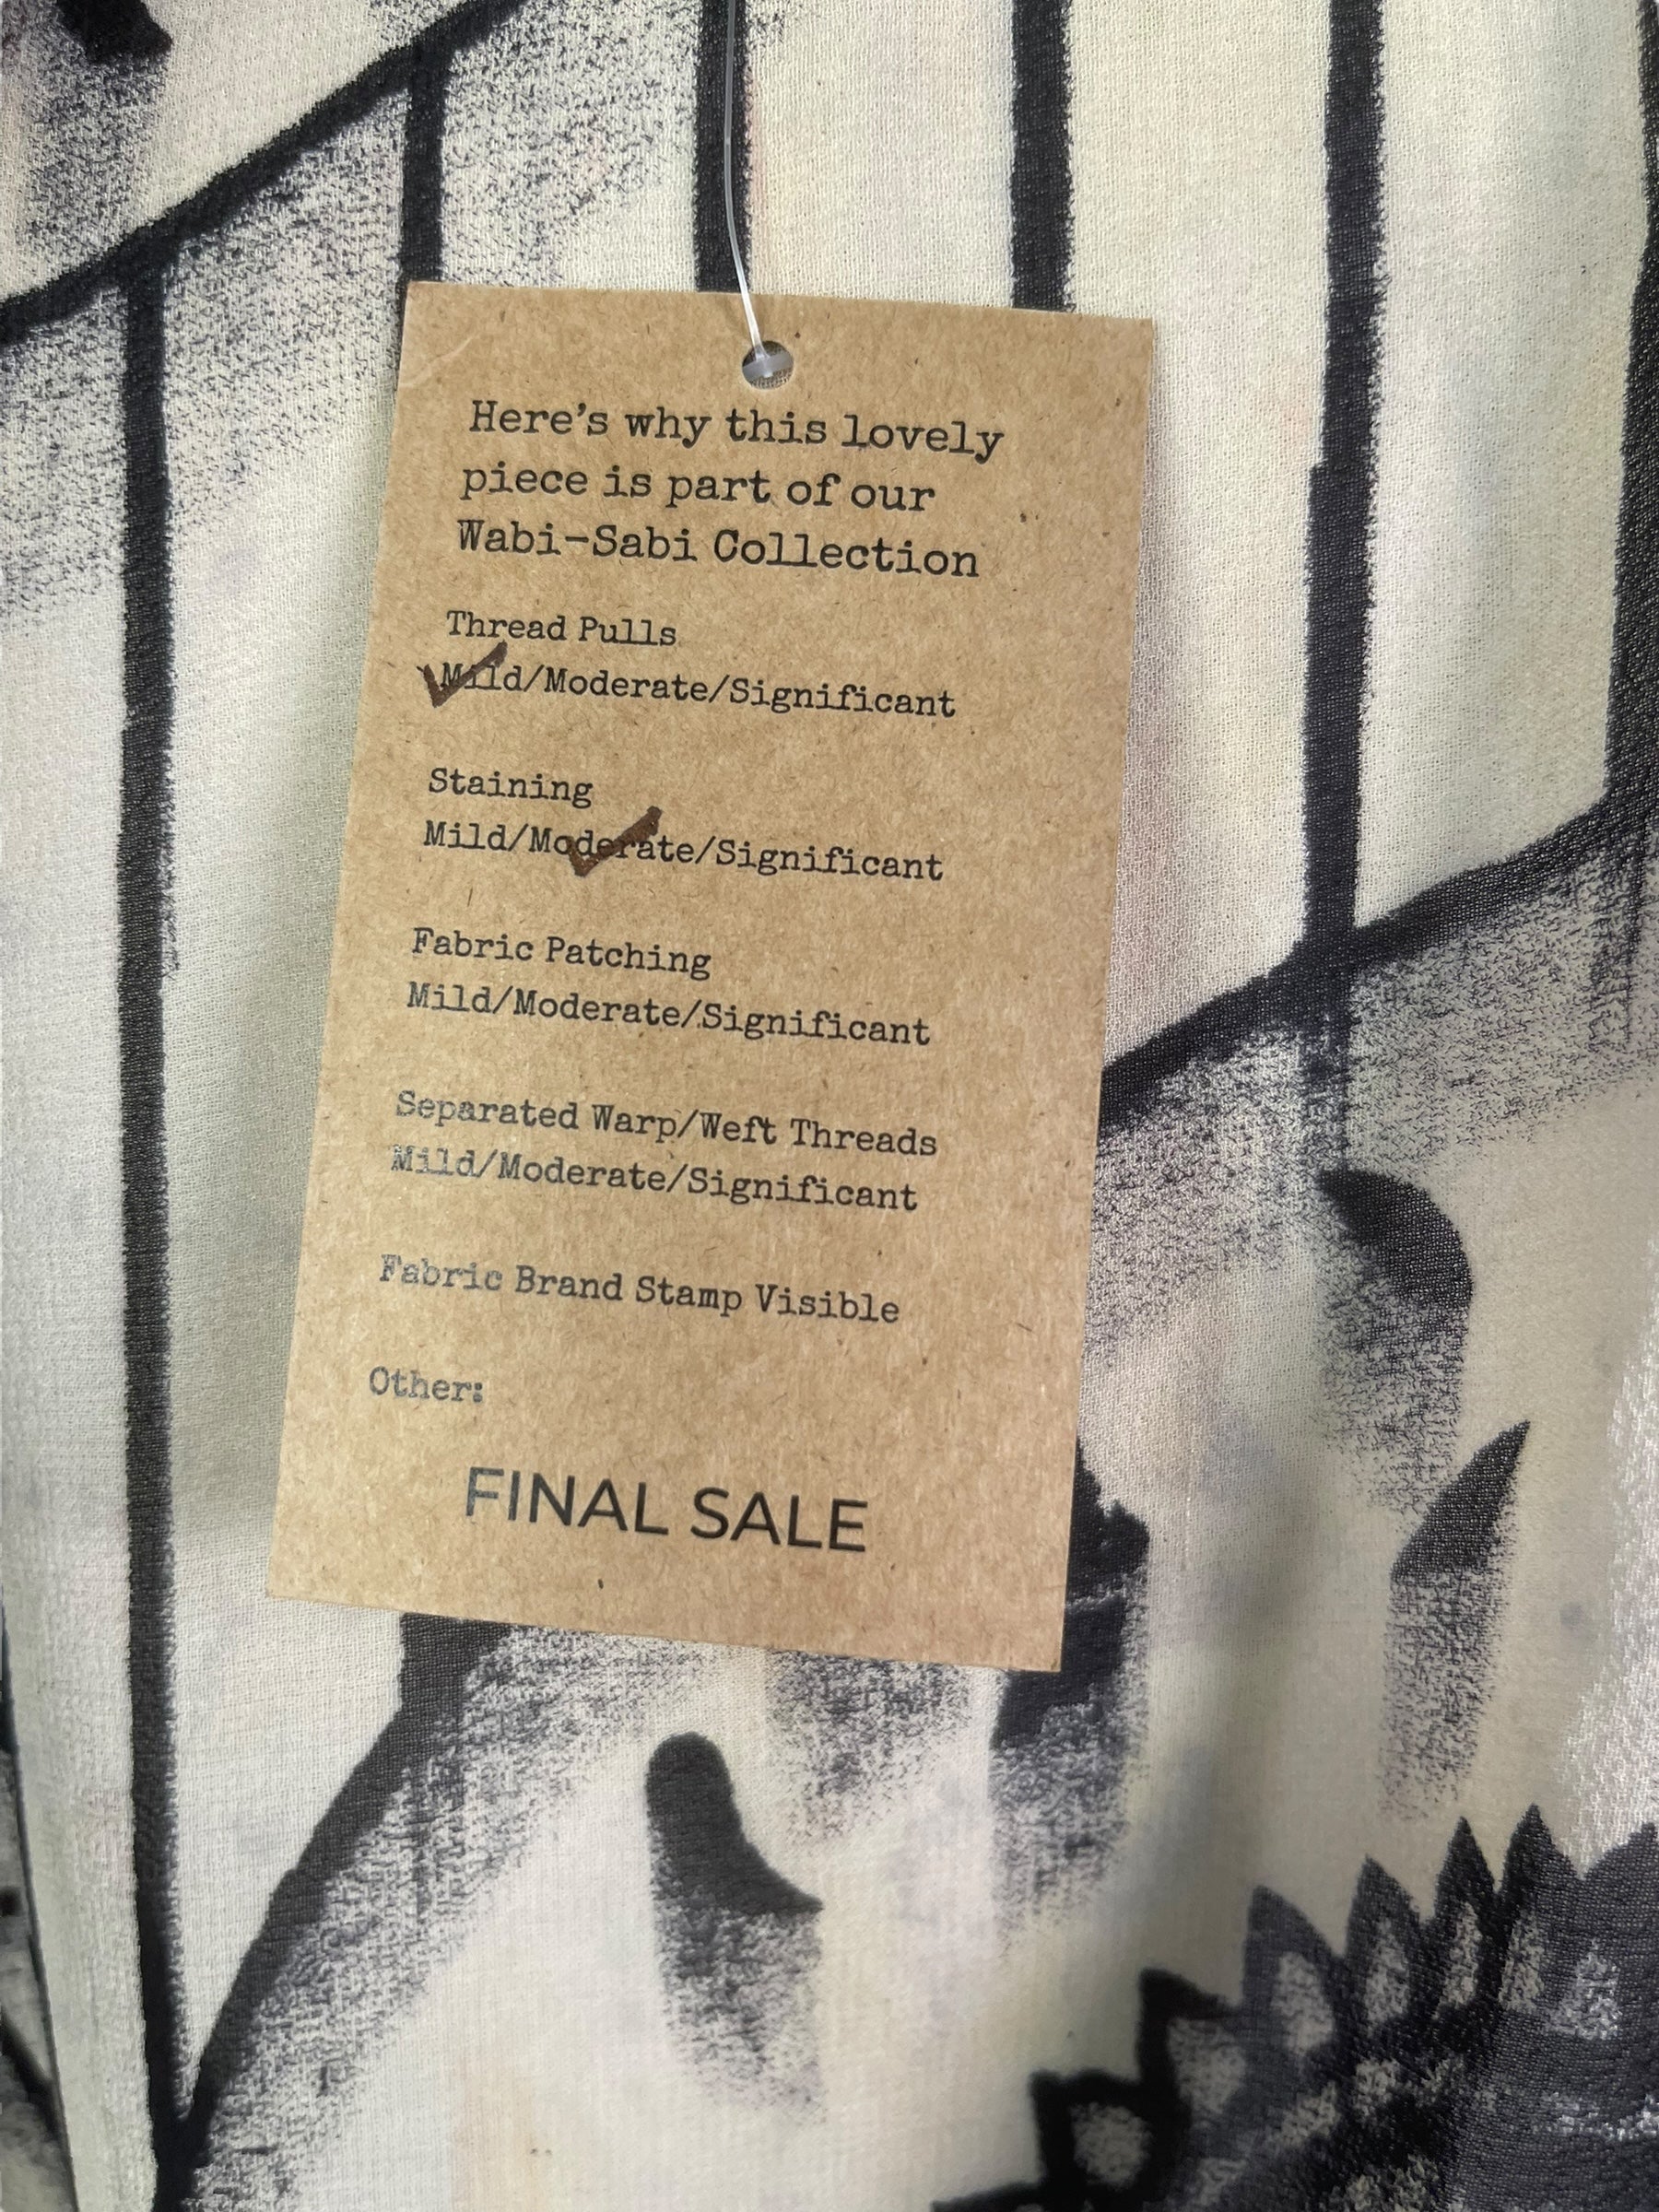 Here's why this lovely
piece is part of our
Wabi-Sabi Collection
Thread Pulls
Mild/Moderate/Significant
Staining
Mild/Moderate/Significant
Fabric Patching
Mild/Moderate/Significant
Separated Warp/Weft Threads
Mild/Moderate/Significant
Fabric Brand Stamp Visible
Other:
FINAL SALE